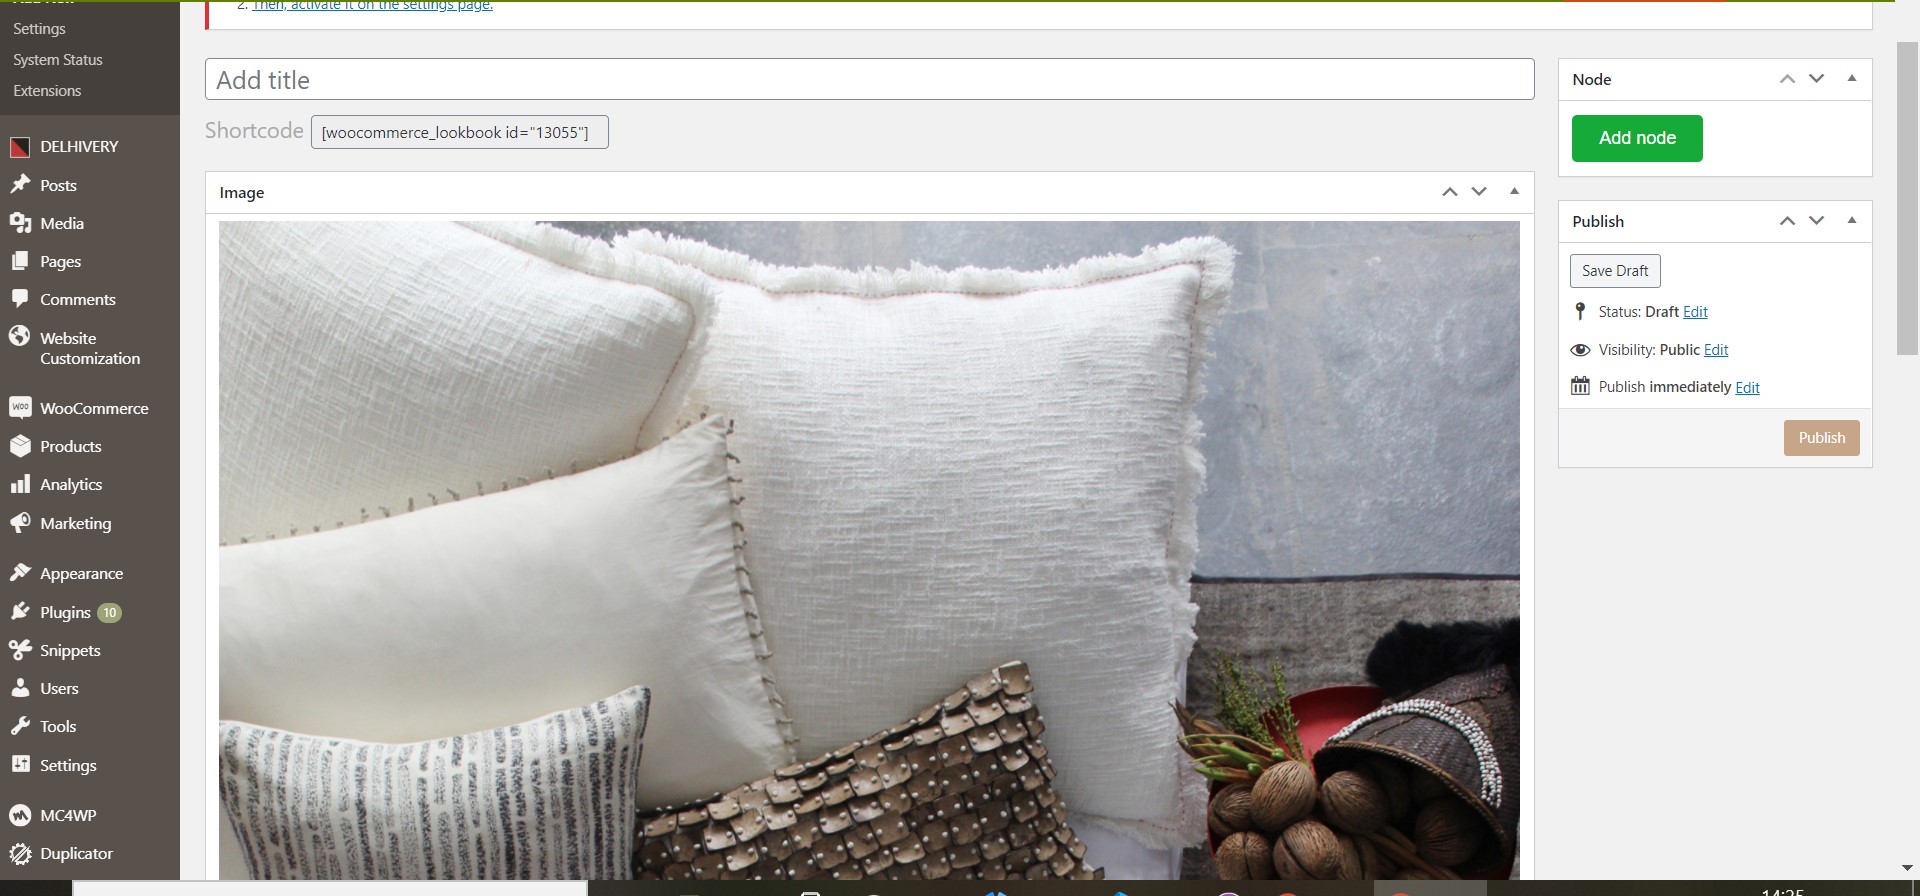 Settings
System Status
Extensions
DELHIVERY
Posts
Media
Pages
Comments
Website
Customization
WooCommerce
Products
Analytics
Marketing
Appearance
Plugins 10
Snippets
Users
Tools
Settings
MC4WP
Duplicator
2. Then, activate it on the settings page.
Add title
Shortcode [woocommerce_lookbook id="13055"]
Image
Node
Add node
Publish
Save Draft
Status: Draft Edit
Visibility: Public Edit
Publish immediately Edit
Publish
14:25